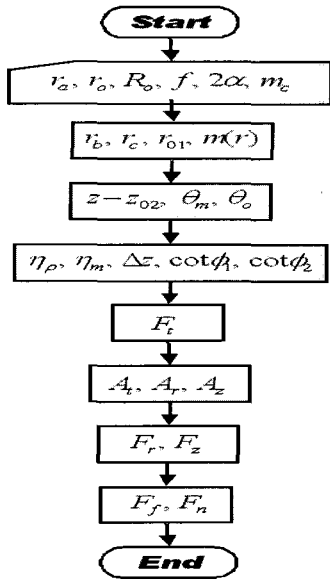 Start
r_a, r_o, R_o, f, 2α, m_c
r_b, r_c, r_01, m(r)
z−z_02, θ_m, θ_o
η_ρ, η_m, Δz, cotϕ_1, cotϕ_2
F_t
A_t, A_r, A_z
F_r, F_z
F_f, F_n
End